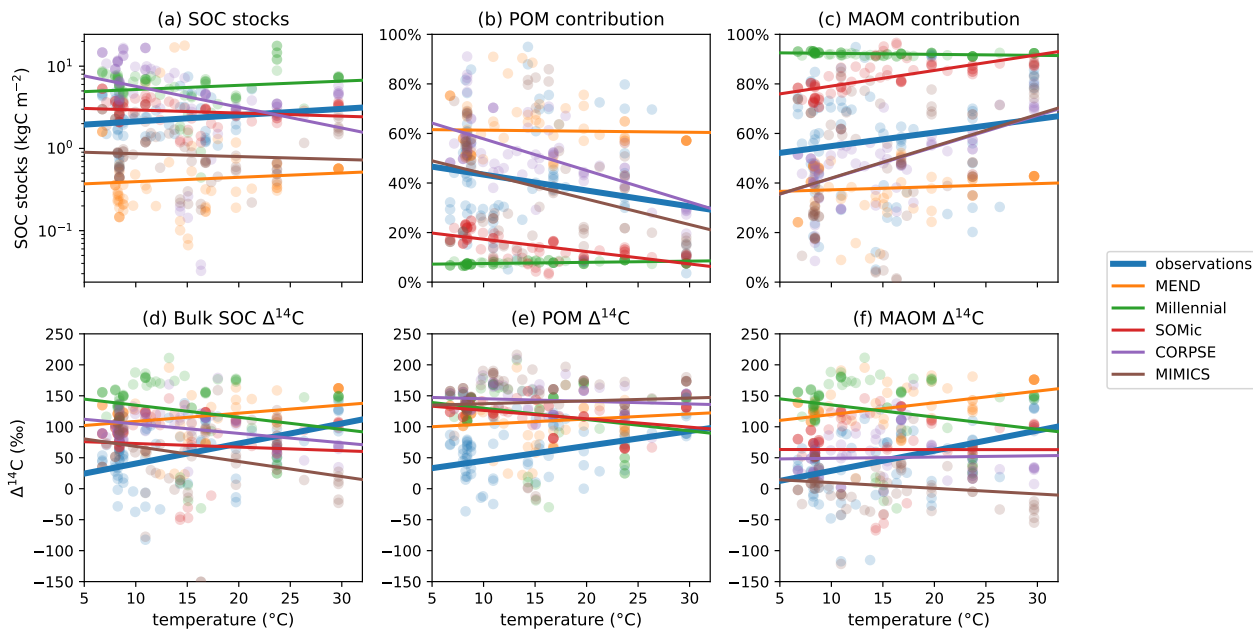 (a) SOC stocks
(b) POM contribution
(c) MAOM contribution
SOC stocks (kgC m⁻²)
10¹
10⁰
10⁻¹
100%
80%
60%
40%
20%
0%
100%
80%
60%
40%
20%
0%
observations
MEND
Millennial
SOMic
CORPSE
MIMICS
(d) Bulk SOC Δ¹⁴C
(e) POM Δ¹⁴C
(f) MAOM Δ¹⁴C
Δ¹⁴C (‰)
250
200
150
100
50
0
−50
−100
−150
250
200
150
100
50
0
−50
−100
−150
250
200
150
100
50
0
−50
−100
−150
5 10 15 20 25 30
5 10 15 20 25 30
5 10 15 20 25 30
temperature (°C)
temperature (°C)
temperature (°C)